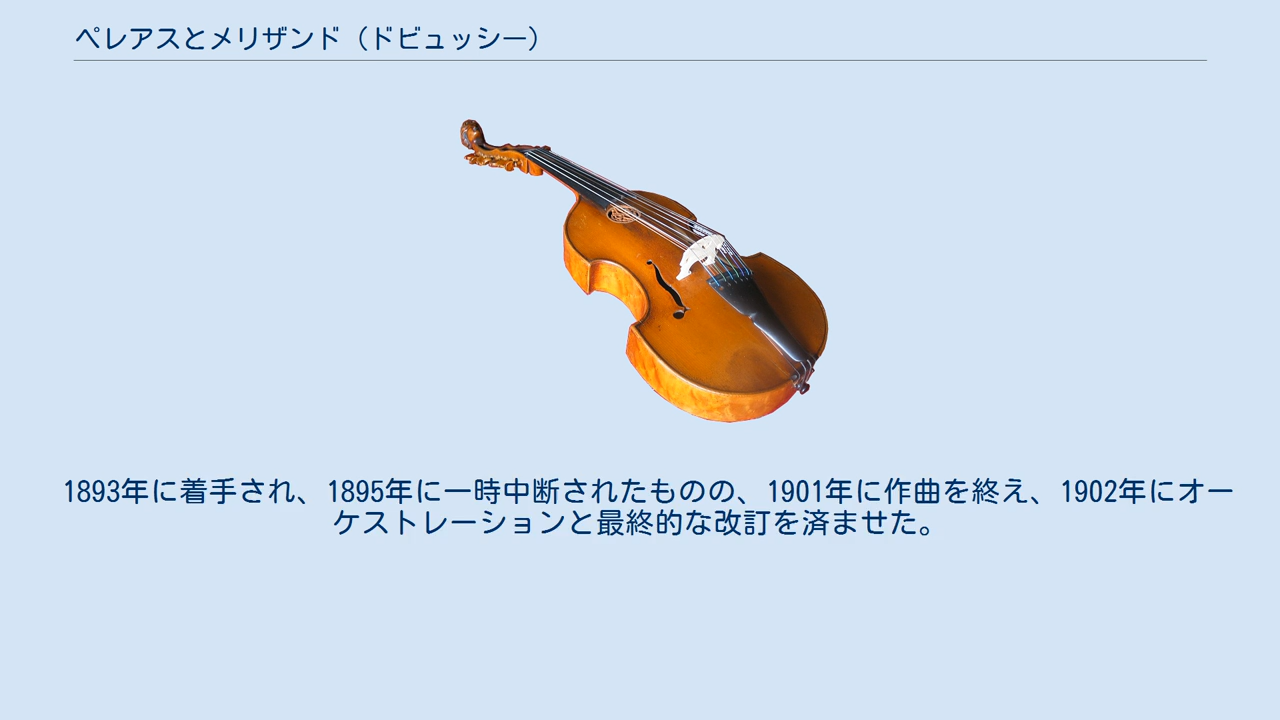 ペレアスとメリザンド（ドビュッシー）
1893年に着手され、1895年に一時中断されたものの、1901年に作曲を終え、1902年にオー
ケストレーションと最終的な改訂を済ませた。